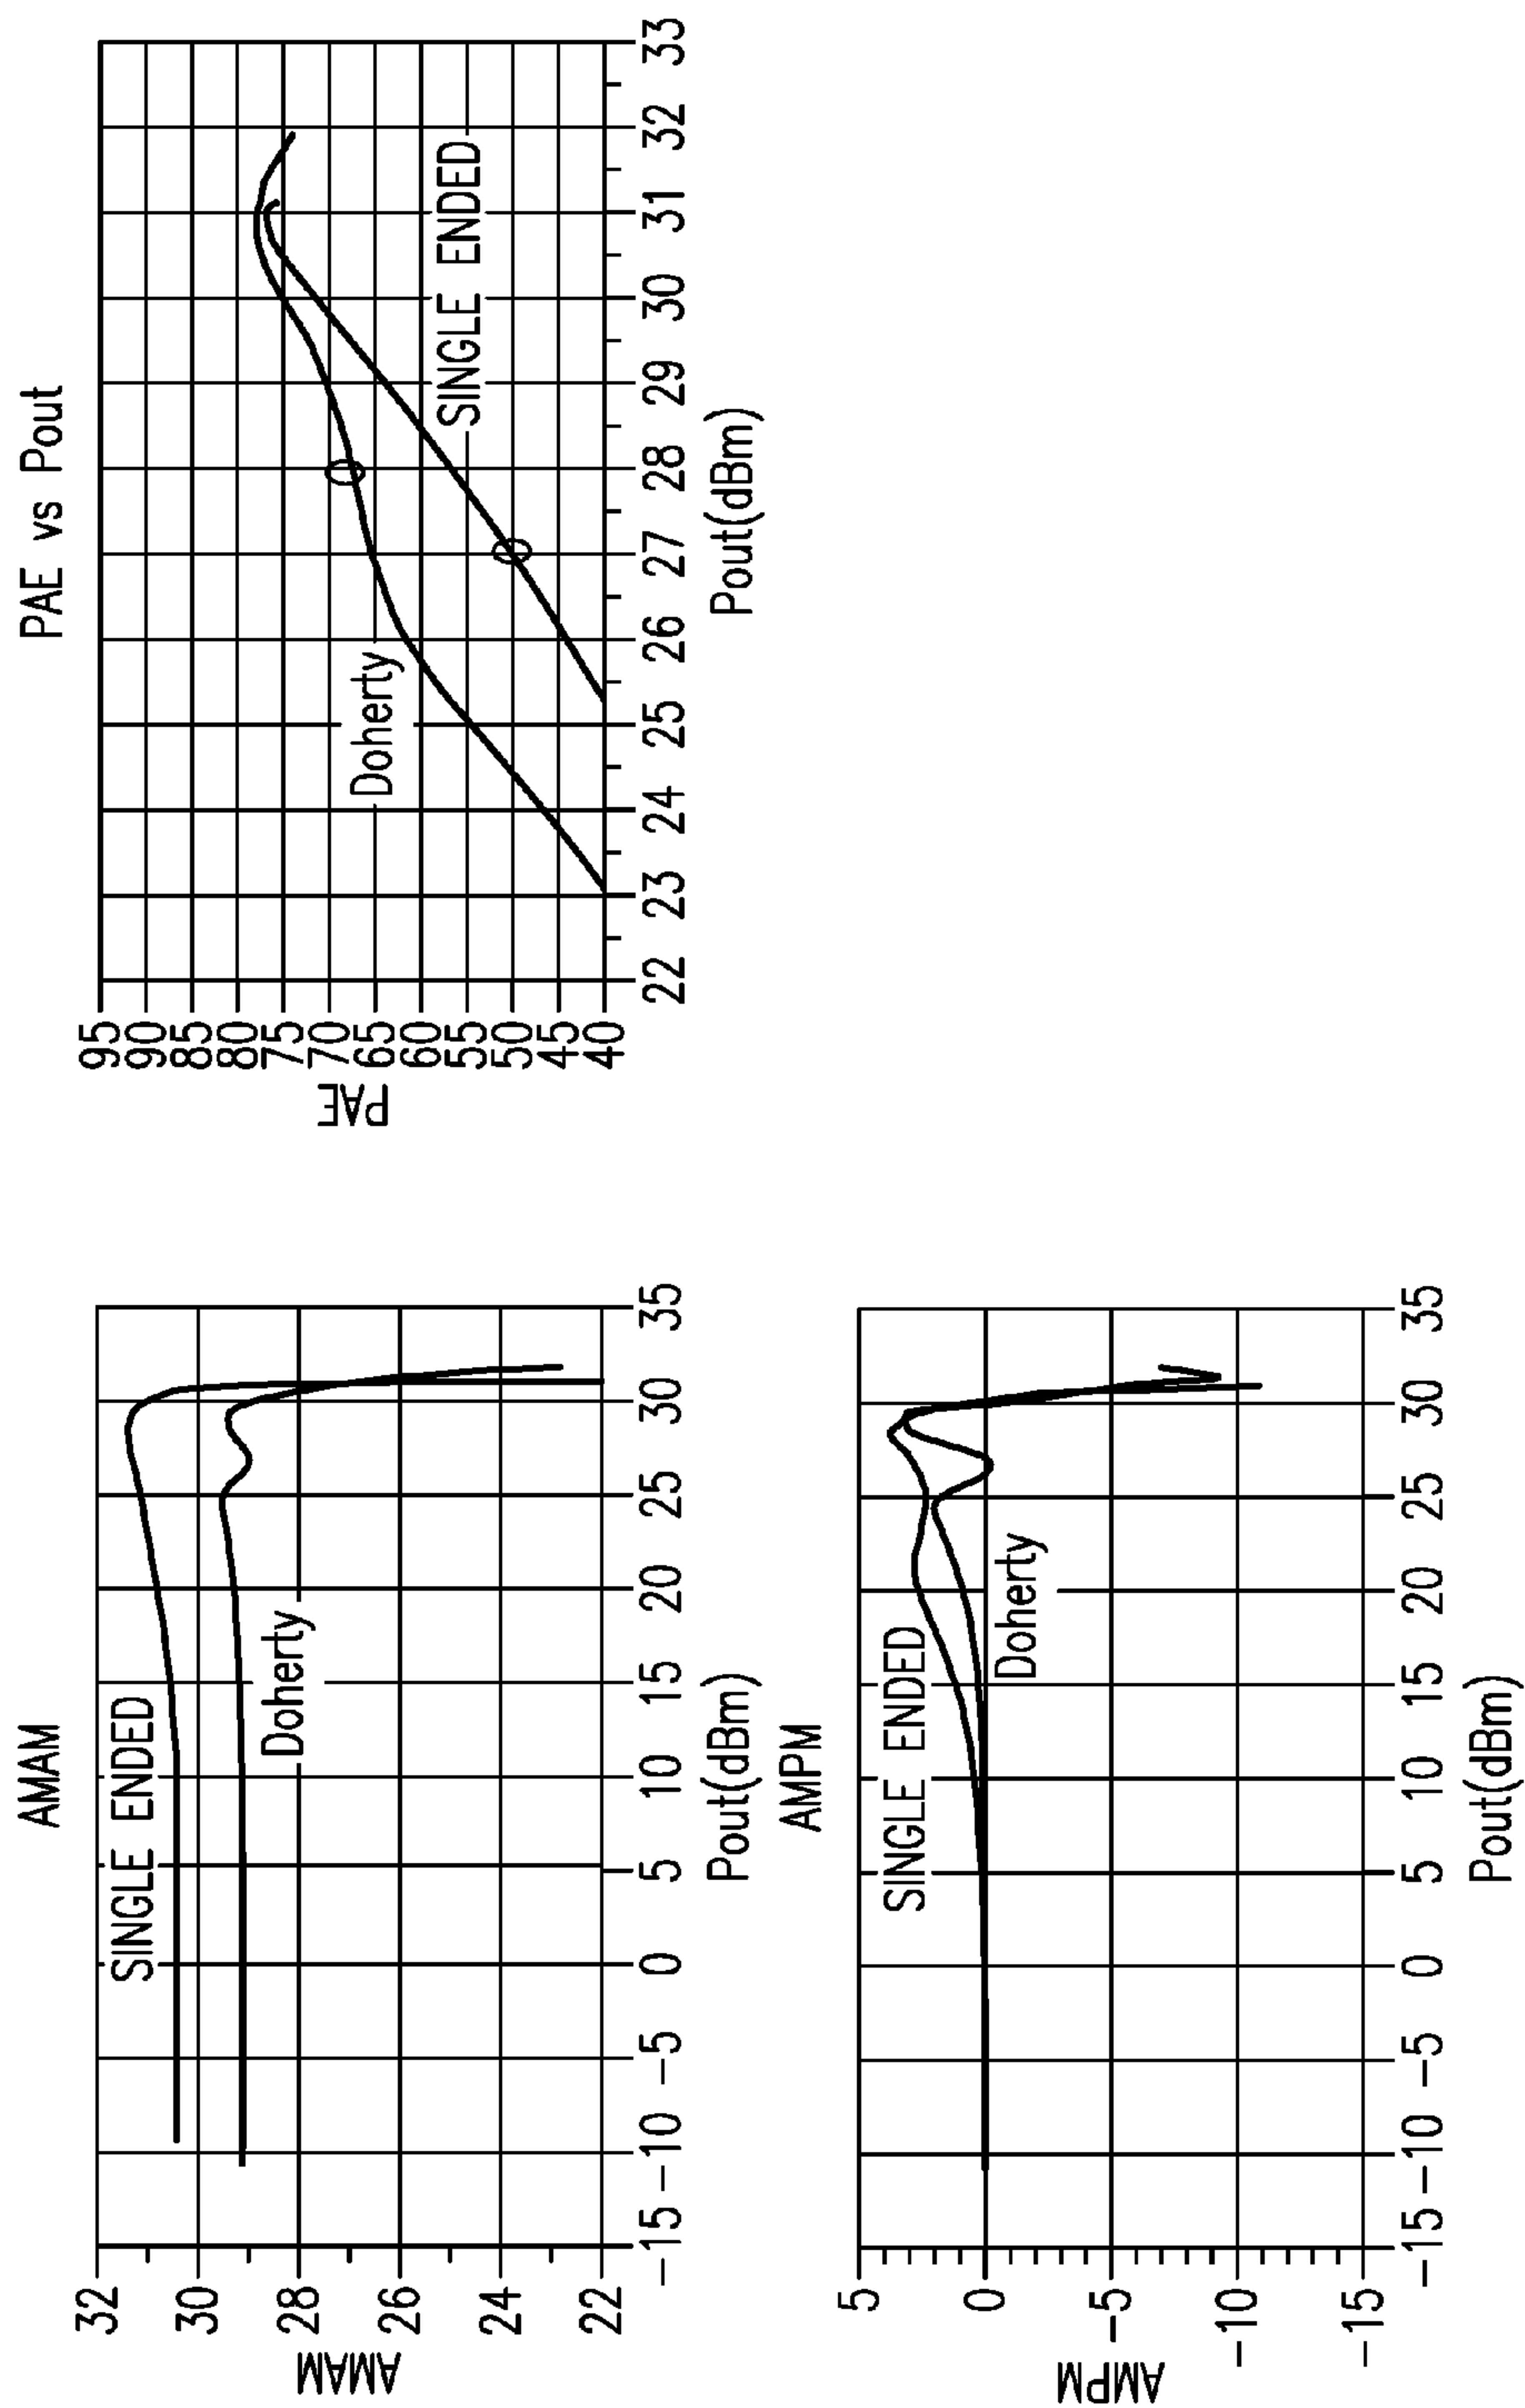 AMAM
AMAM
32
30
28
26
24
22
SINGLE ENDED
Doherty
−15 −10 −5 0 5 10 15 20 25 30 35
Pout(dBm)
PAE vs Pout
PAE
95
90
85
80
75
70
65
60
55
50
45
40
Doherty
SINGLE ENDED
22 23 24 25 26 27 28 29 30 31 32 33
Pout(dBm)
AMPM
AMPM
5
0
−5
−10
−15
SINGLE ENDED
Doherty
−15 −10 −5 0 5 10 15 20 25 30 35
Pout(dBm)